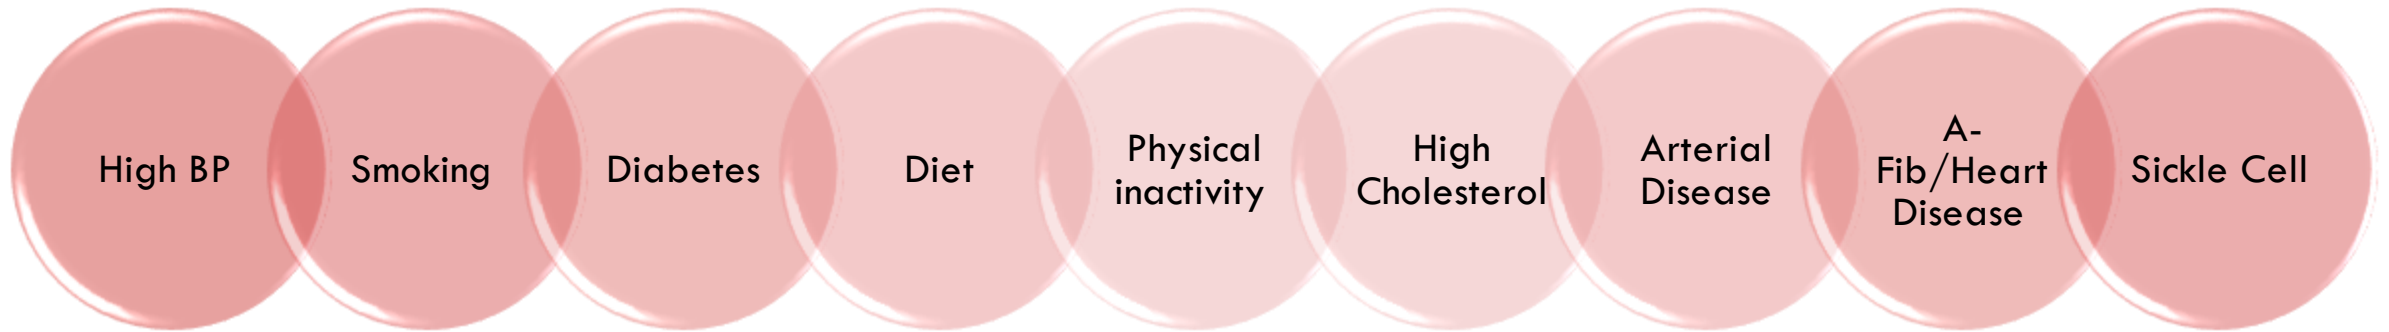 High BP
Smoking
Diabetes
Diet
Physical
inactivity
High
Cholesterol
Arterial
Disease
A-
Fib/Heart
Disease
Sickle Cell